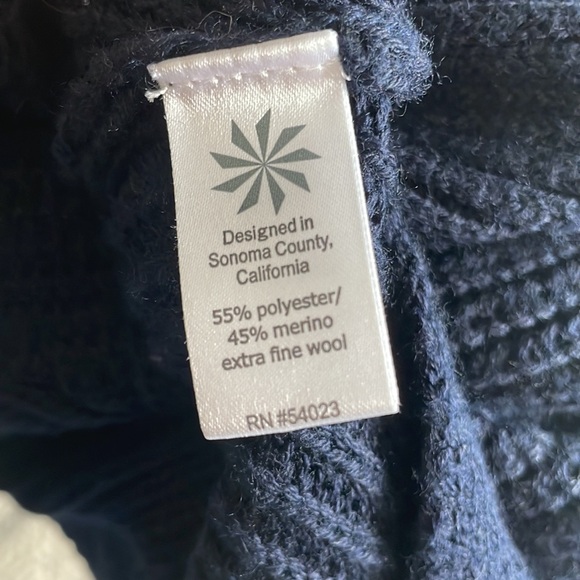 Designed in
Sonoma County,
California
55% polyester/
45% merino
extra fine wool
RN #54023